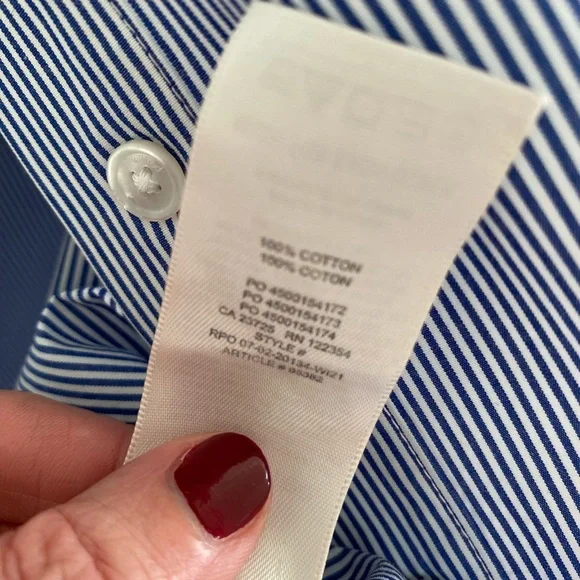 100% COTTON
100% COTON
PO 4500154172
PO 4500154173
PO 4500154174
CA 23725 RN 122354
STYLE #
RPO 07-02-20134-WI21
ARTICLE #